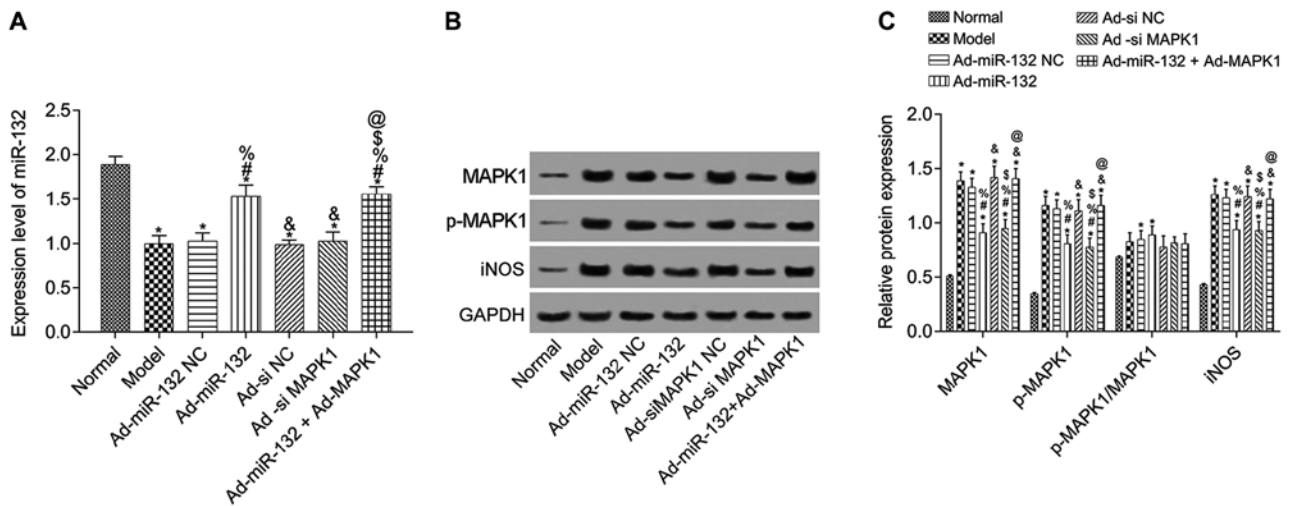 A
Expression level of miR-132
2.5
2.0
1.5
1.0
0.5
0.0
*
*
%
#
*
&
*
&
*
@
$
%
#
*
Normal
Model
Ad-miR-132 NC
Ad-miR-132
Ad-si NC
Ad -si MAPK1
Ad-miR-132 + Ad-MAPK1
B
MAPK1
p-MAPK1
iNOS
GAPDH
Normal
Model
Ad-miR-132 NC
Ad-miR-132
Ad-siMAPK1 NC
Ad-si MAPK1
Ad-miR-132+Ad-MAPK1
C
Normal
Model
Ad-miR-132 NC
Ad-miR-132
Ad-si NC
Ad -si MAPK1
Ad-miR-132 + Ad-MAPK1
Relative protein expression
2.0
1.5
1.0
0.5
0.0
*
*
%
#
*
&
*
$
%
#
*
@
&
*
*
*
%
#
*
&
*
$
%
#
*
@
&
*
*
*
*
*
%
#
*
&
*
$
%
#
*
@
&
*
MAPK1
p-MAPK1
p-MAPK1/MAPK1
iNOS